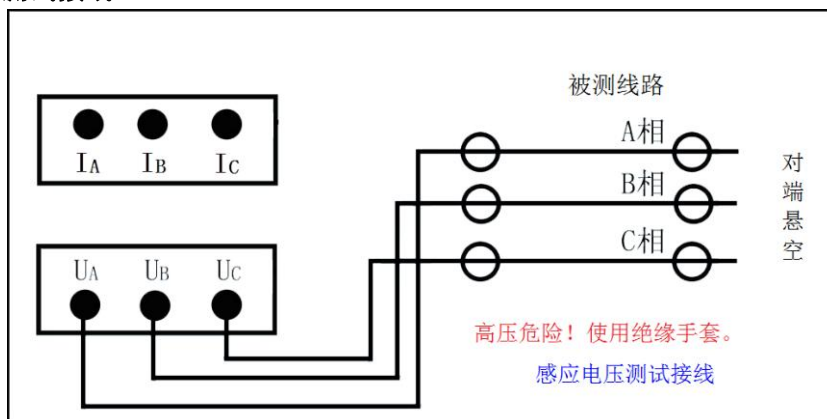 被测线路
IA IB IC
A相
B相
C相
对端悬空
UA UB UC
高压危险！使用绝缘手套。
感应电压测试接线